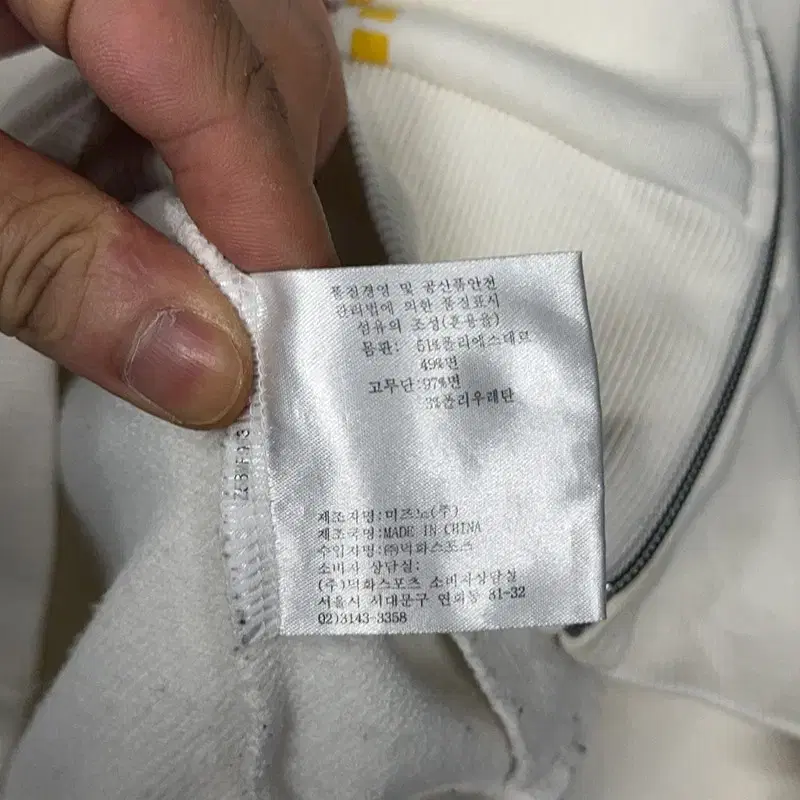 품질경영 및 공산품안전
관리법에 의한 품질표시
섬유의 조성(혼용율)
몸판: 51%폴리에스테르
49%면
고무단:97%면
3%폴리우레탄
제조자명:미즈노(주)
제조국명:MADE IN CHINA
수입자명:㈜덕화스포츠
소비자 상담실:
(주)덕화스포츠 소비자상담실
서울시 서대문구 연희동 81-32
02)3143-3358